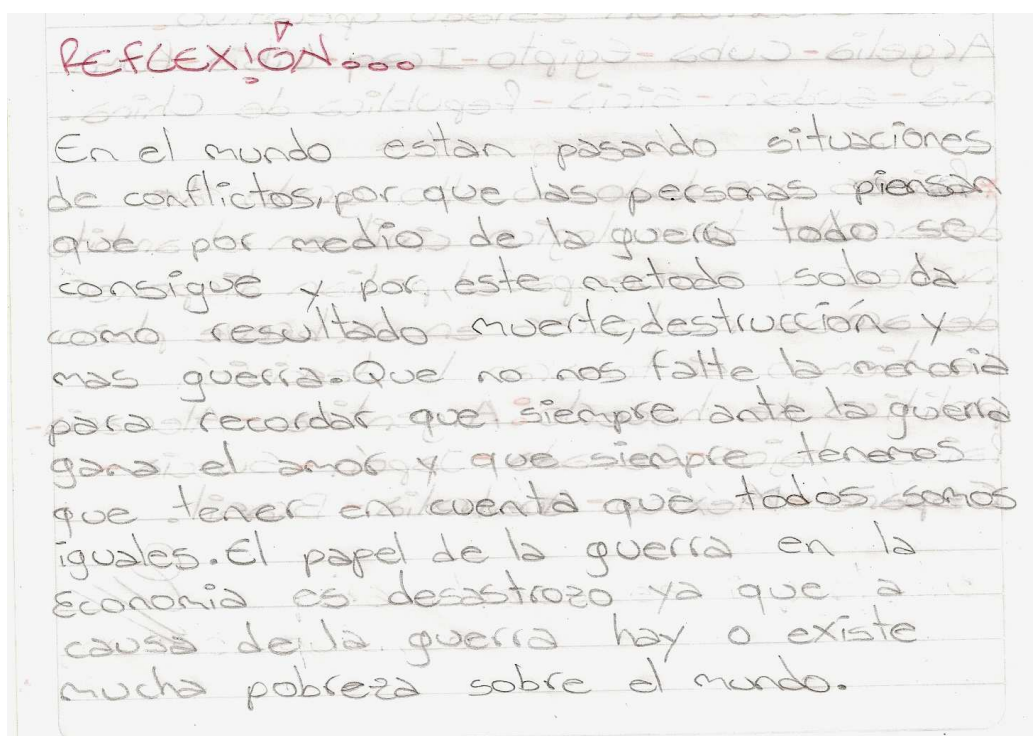 REFLEXIÓN...
En el mundo estan pasando situaciones
de conflictos, por que las personas piensan
que por medio de la guerra todo se
consigue y por este metodo solo da
como resultado muerte, destrucción y
mas guerra. Que no nos falte la memoria
para recordar que siempre ante la guerra
gana el amor y que siempre tenemos
que tener en cuenta que todos somos
iguales. El papel de la guerra en la
Economia es desastrozo ya que a
causa de la guerra hay o existe
mucha pobreza sobre el mundo.